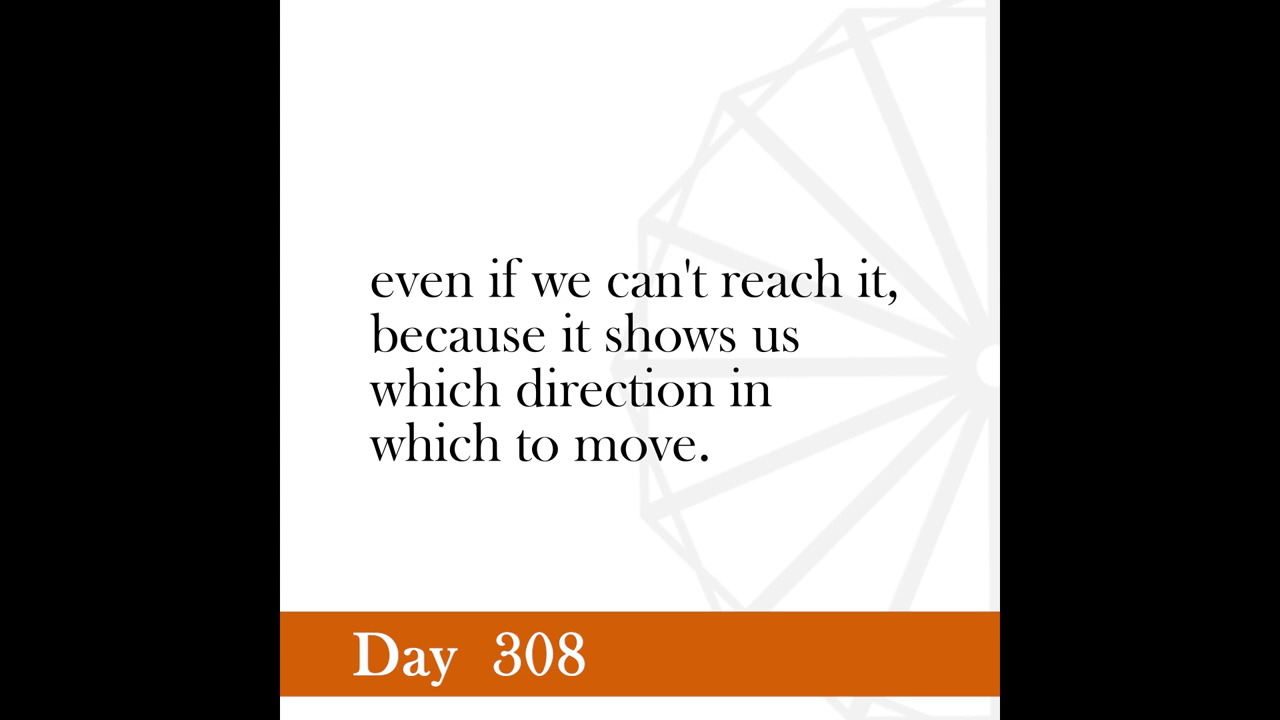 even if we can't reach it,
because it shows us
which direction in
which to move.
Day 308